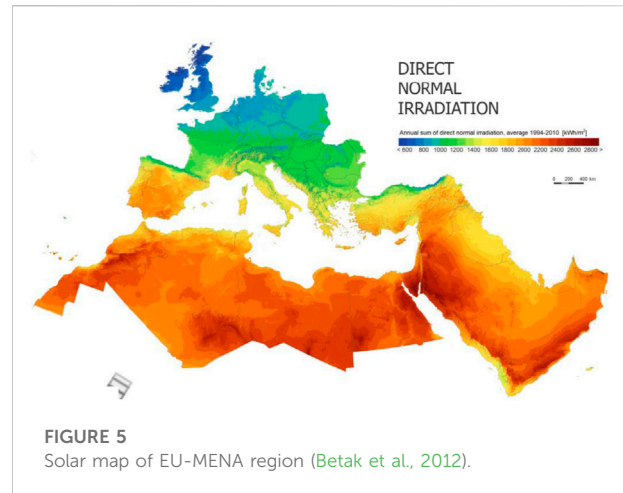 DIRECT
NORMAL
IRRADIATION
Annual sum of direct normal irradiation, average 1994-2010 [kWh/m²]
< 600 800 1000 1200 1400 1600 1800 2000 2200 2400 2600 2800 >
0 200 400 km
FIGURE 5
Solar map of EU-MENA region (Betak et al., 2012).